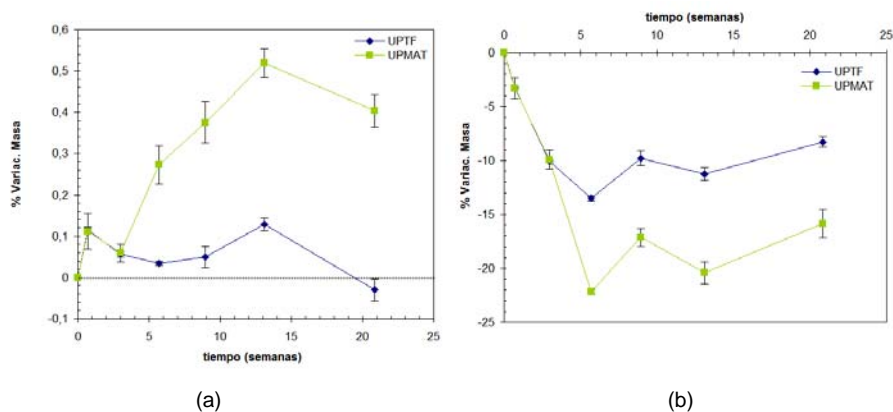 0,6
0,5
0,4
0,3
0,2
0,1
0
-0,1
% Variac. Masa
UPTF
UPMAT
0 5 10 15 20 25
tiempo (semanas)
(a)
tiempo (semanas)
0 5 10 15 20 25
0
-5
-10
-15
-20
-25
% Variac. Masa
UPTF
UPMAT
(b)